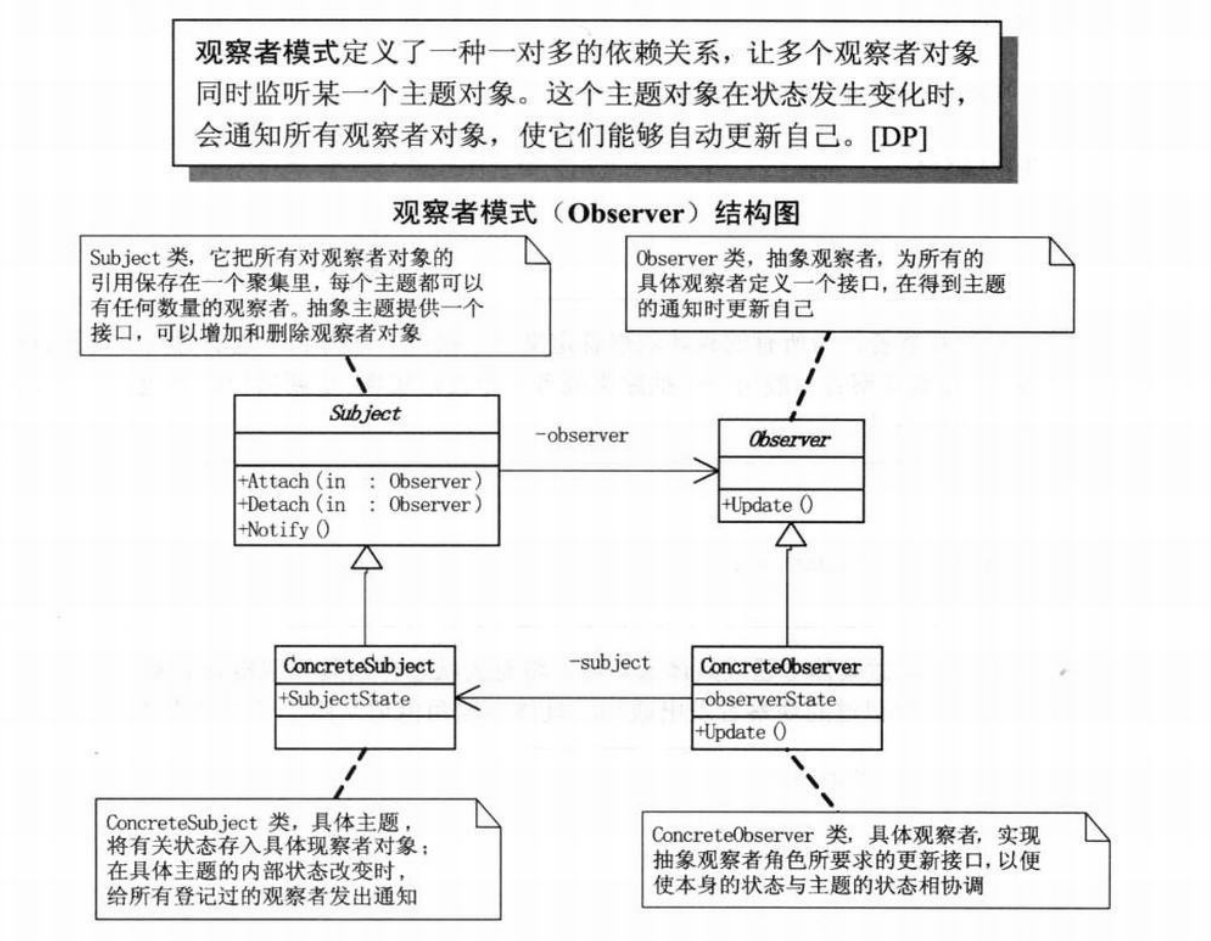 观察者模式定义了一种一对多的依赖关系，让多个观察者对象
同时监听某一个主题对象。这个主题对象在状态发生变化时，
会通知所有观察者对象，使它们能够自动更新自己。[DP]
观察者模式（Observer）结构图
Subject 类，它把所有对观察者对象的
引用保存在一个聚集里，每个主题都可以
有任何数量的观察者。抽象主题提供一个
接口，可以增加和删除观察者对象
Observer 类，抽象观察者，为所有的
具体观察者定义一个接口，在得到主题
的通知时更新自己
Subject
+Attach(in : Observer)
+Detach(in : Observer)
+Notify()
-observer
Observer
+Update()
ConcreteSubject
+SubjectState
-subject
ConcreteObserver
observerState
+Update()
ConcreteSubject 类，具体主题，
将有关状态存入具体现察者对象；
在具体主题的内部状态改变时，
给所有登记过的观察者发出通知
ConcreteObserver 类，具体观察者，实现
抽象观察者角色所要求的更新接口，以便
使本身的状态与主题的状态相协调